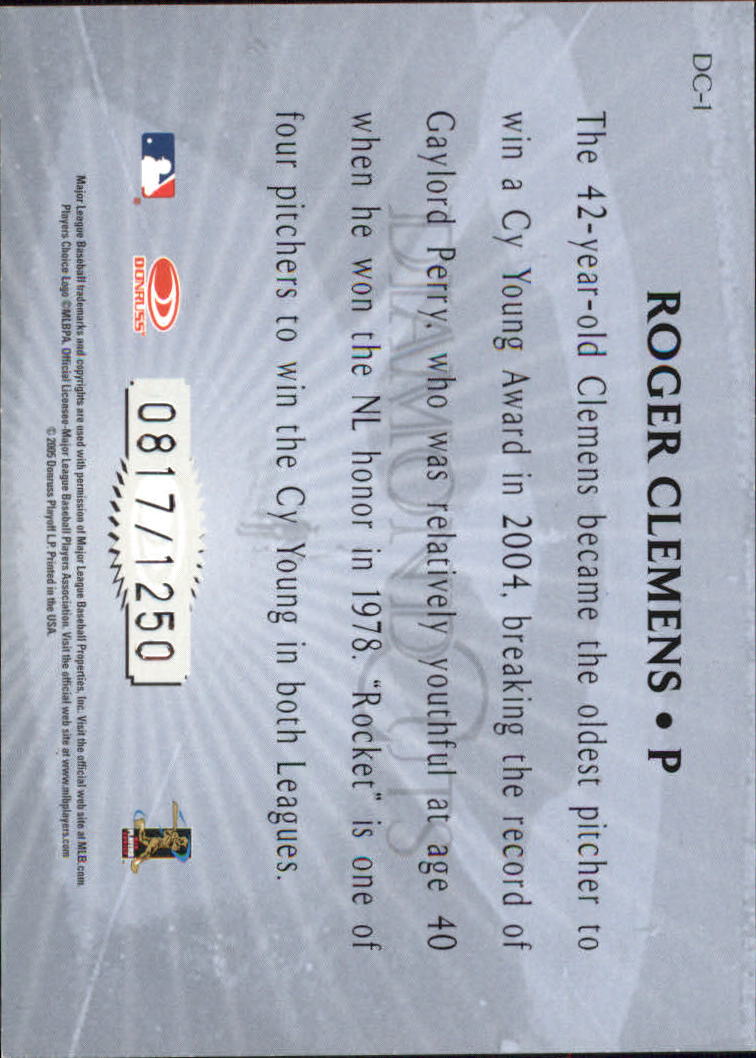 DC-1
ROGER CLEMENS • P
The 42-year-old Clemens became the oldest pitcher to
win a Cy Young Award in 2004, breaking the record of
Gaylord Perry, who was relatively youthful at age 40
when he won the NL honor in 1978. "Rocket" is one of
four pitchers to win the Cy Young in both Leagues.
DIAMOND CUTS
DONRUSS
0817/1250
Major League Baseball trademarks and copyrights are used with permission of Major League Baseball Properties, Inc. Visit the official web site at MLB.com.
Players Choice Logo ©MLBPA, Official Licensee-Major League Baseball Players Association. Visit the official web site at www.mlbplayers.com
© 2005 Donruss Playoff L.P. Printed in the USA.